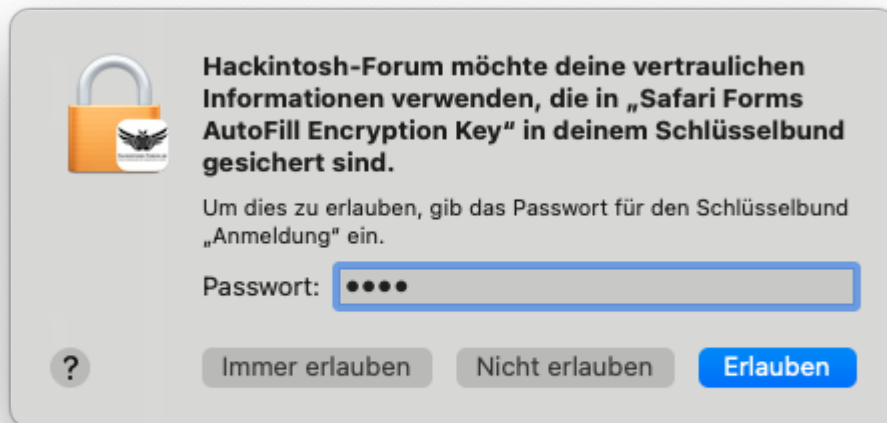 Hackintosh-Forum möchte deine vertraulichen
Informationen verwenden, die in „Safari Forms
AutoFill Encryption Key“ in deinem Schlüsselbund
gesichert sind.
Um dies zu erlauben, gib das Passwort für den Schlüsselbund
„Anmeldung“ ein.
Passwort: ••••
? Immer erlauben Nicht erlauben Erlauben